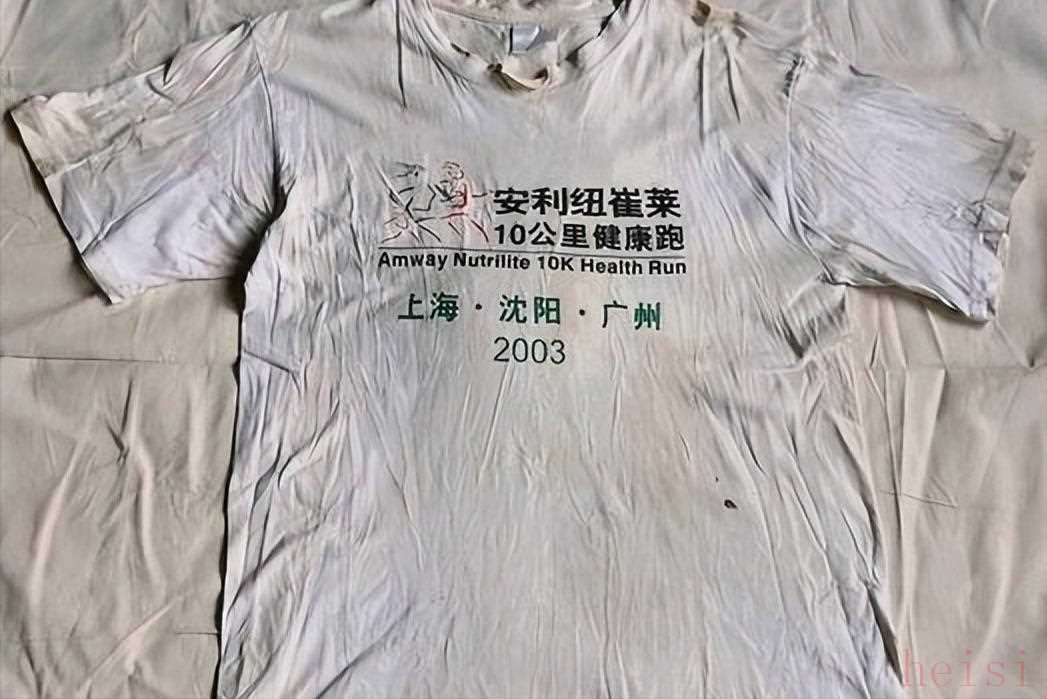 安利纽崔莱
10公里健康跑
Amway Nutrilite 10K Health Run
上海·沈阳·广州
2003
heisi